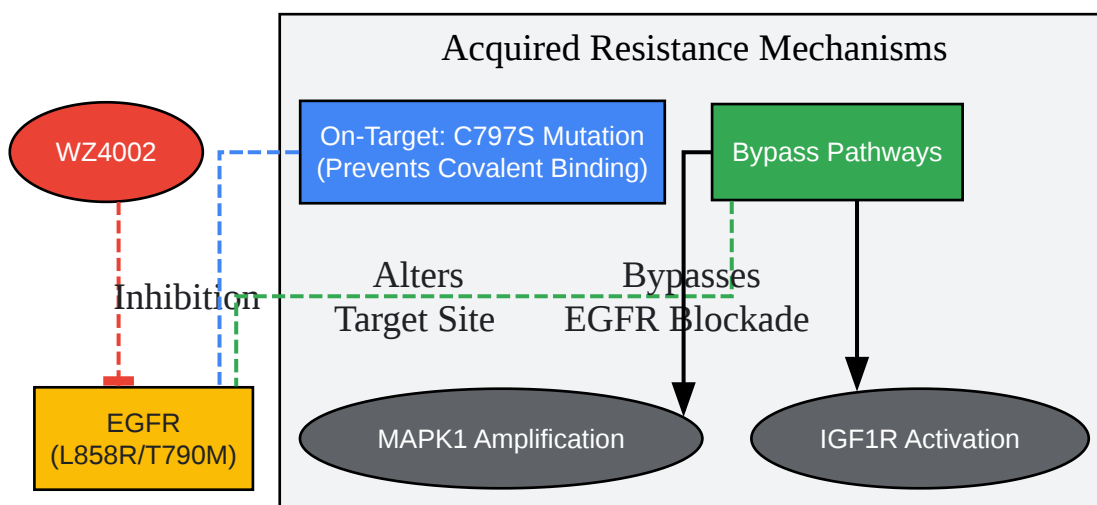 Acquired Resistance Mechanisms
WZ4002
On-Target: C797S Mutation
(Prevents Covalent Binding)
Bypass Pathways
Inhibition
Alters
Target Site
Bypasses
EGFR Blockade
EGFR
(L858R/T790M)
MAPK1 Amplification
IGF1R Activation